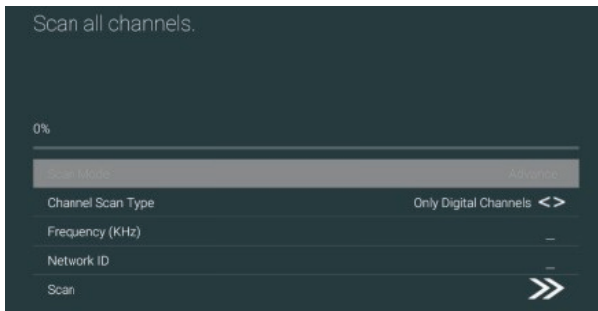 Scan all channels.
0%
Scan Mode Advance
Channel Scan Type Only Digital Channels <>
Frequency (KHz) _
Network ID _
Scan